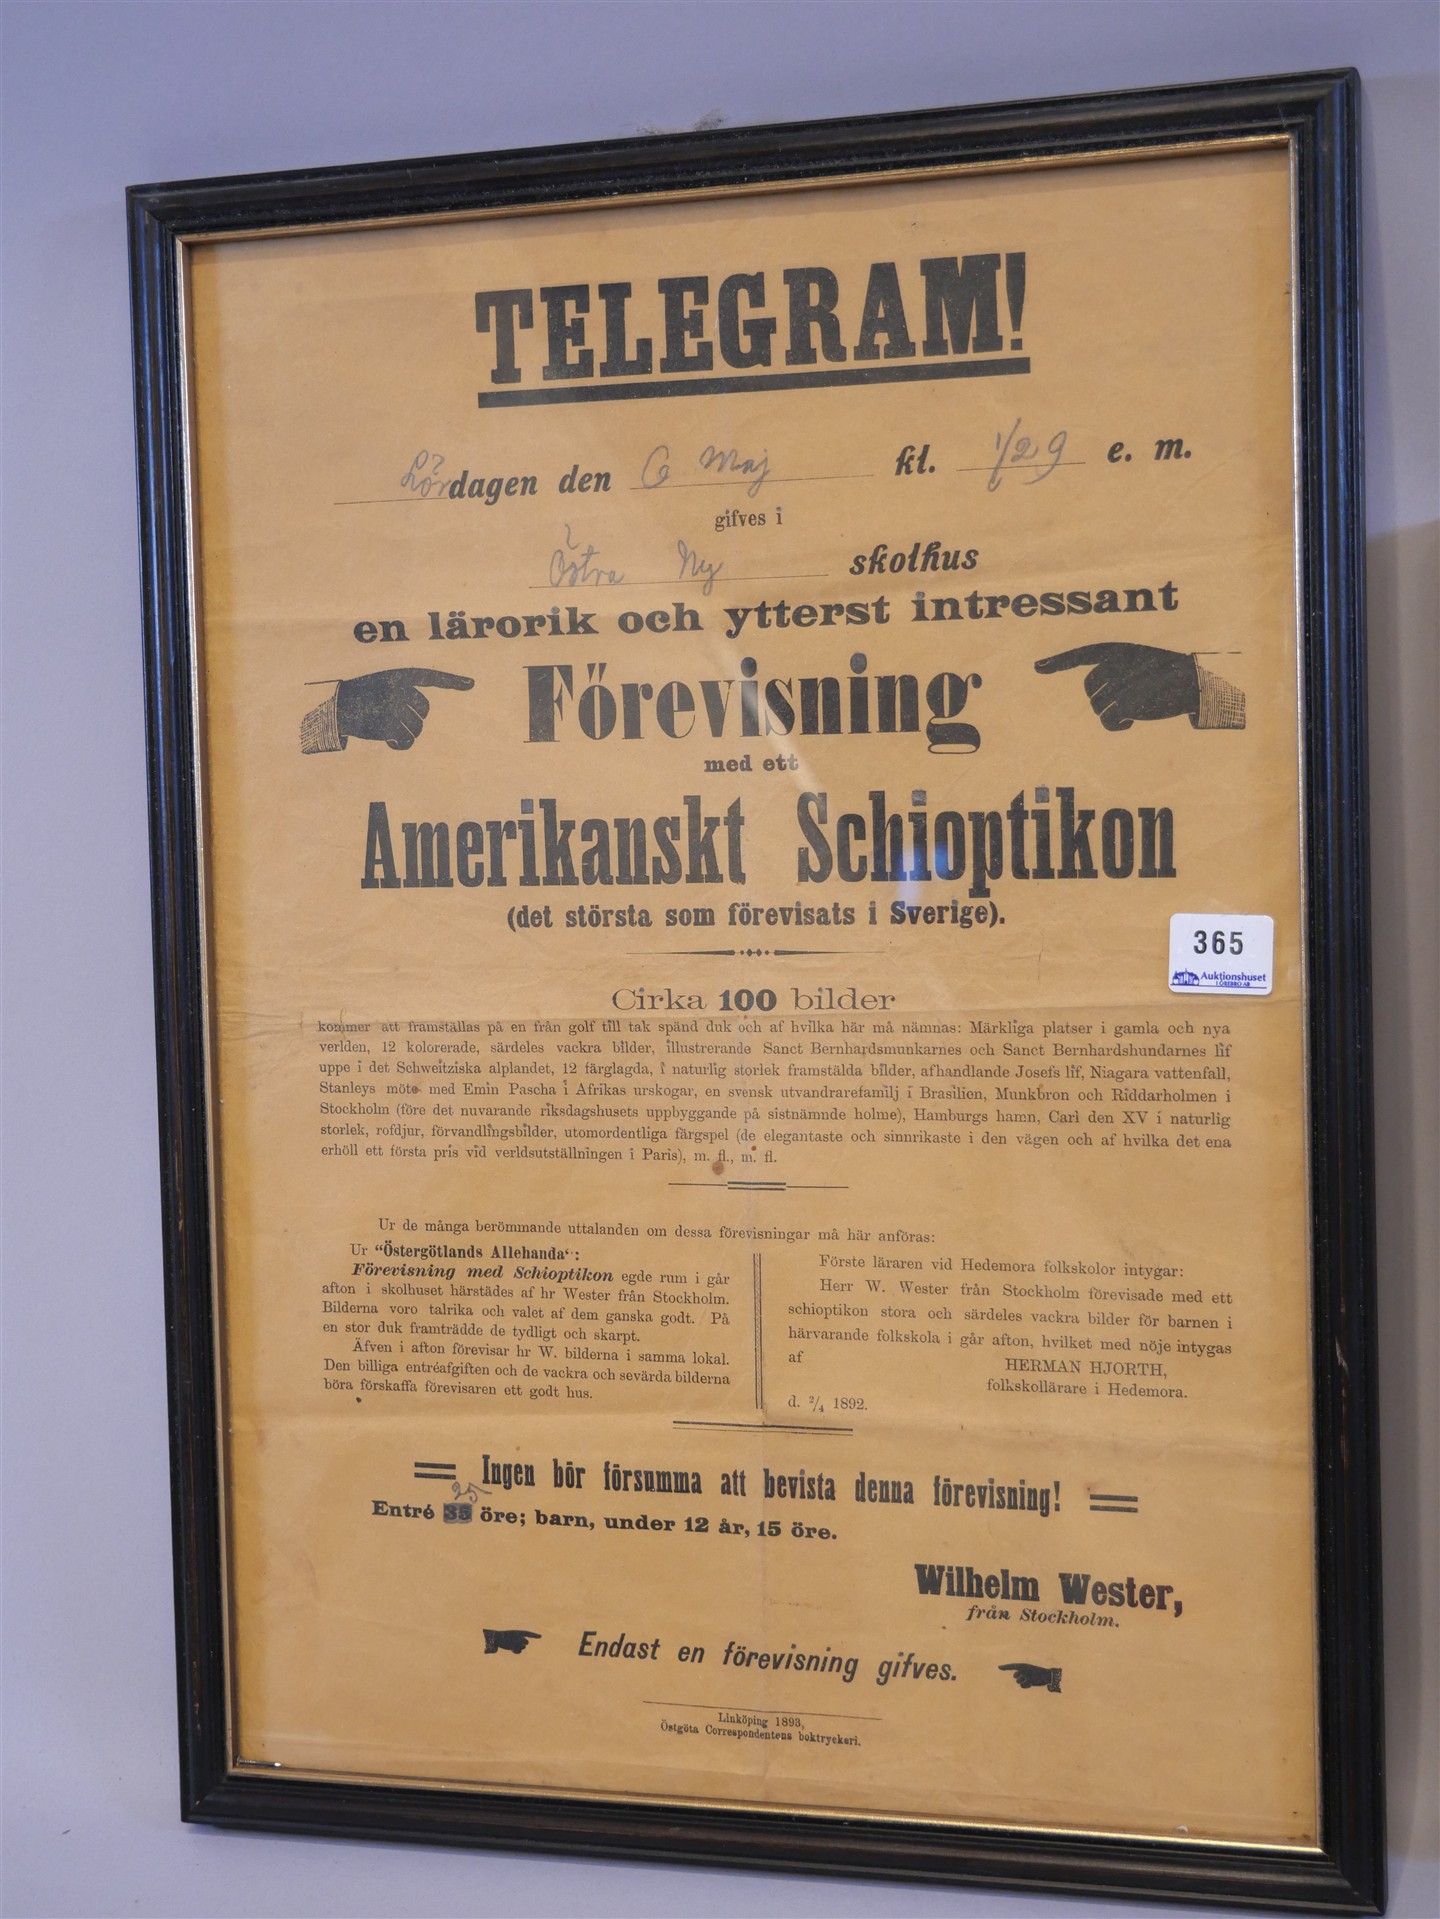 TELEGRAM!
Lördagen den 6 Maj kl. 1/2 9 e. m.
gifves i
Östra Ny skolhus
en lärorik och ytterst intressant
Förevisning
med ett
Amerikanskt Schioptikon
(det största som förevisats i Sverige).
365
Auktionshuset
I ÖREBRO AB
Cirka 100 bilder
kommer att framställas på en från golf till tak spänd duk och af hvilka här må nämnas: Märkliga platser i gamla och nya
verlden, 12 kolorerade, särdeles vackra bilder, illustrerande Sanct Bernhardsmunkarnes och Sanct Bernhardshundarnes lif
uppe i det Schweitziska alplandet, 12 färglagda, i naturlig storlek framstälda bilder, afhandlande Josefs lif, Niagara vattenfall,
Stanleys möte med Emin Pascha i Afrikas urskogar, en svensk utvandrarefamilj i Brasilien, Munkbron och Riddarholmen i
Stockholm (före det nuvarande riksdagshusets uppbyggande på sistnämnde holme), Hamburgs hamn, Carl den XV i naturlig
storlek, rofdjur, förvandlingsbilder, utomordentliga färgspel (de elegantaste och sinnrikaste i den vägen och af hvilka det ena
erhöll ett första pris vid verldsutställningen i Paris), m. fl., m. fl.
Ur de många berömmande uttalanden om dessa förevisningar må här anföras:
Ur "Östergötlands Allehanda":
Förevisning med Schioptikon egde rum i går
afton i skolhuset härstädes af hr Wester från Stockholm.
Bilderna voro talrika och valet af dem ganska godt. På
en stor duk framträdde de tydligt och skarpt.
Äfven i afton förevisar hr W. bilderna i samma lokal.
Den billiga entréafgiften och de vackra och sevärda bilderna
böra förskaffa förevisaren ett godt hus.
Förste läraren vid Hedemora folkskolor intygar:
Herr W. Wester från Stockholm förevisade med ett
schioptikon stora och särdeles vackra bilder för barnen i
härvarande folkskola i går afton, hvilket med nöje intygas
af HERMAN HJORTH,
folkskollärare i Hedemora.
d. 2/4 1892.
Ingen bör försumma att bevista denna förevisning!
25
Entré 35 öre; barn, under 12 år, 15 öre.
Wilhelm Wester,
från Stockholm.
Endast en förevisning gifves.
Linköping 1893,
Östgöta Correspondentens boktryckeri.